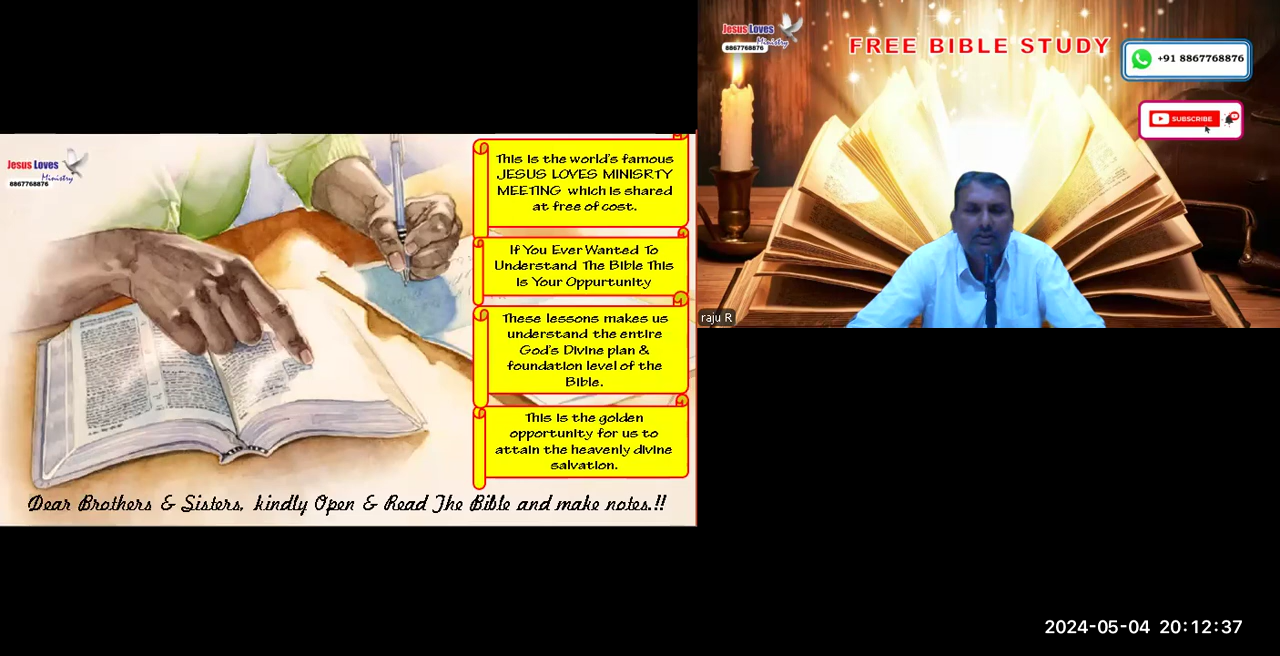 Jesus Loves
Ministry
8867768876
This is the world's famous
JESUS LOVES MINISRTY
MEETING which is shared
at free of cost.
If You Ever Wanted To
Understand The Bible This
is Your Oppurtunity
These lessons makes us
understand the entire
God's Divine plan &
foundation level of the
Bible.
This is the golden
opportunity for us to
attain the heavenly divine
salvation.
Dear Brothers & Sisters, kindly Open & Read The Bible and make notes.!!
Jesus Loves
Ministry
8867768876
FREE BIBLE STUDY
+91 8867768876
SUBSCRIBE
raju R
2024-05-04 20:12:37